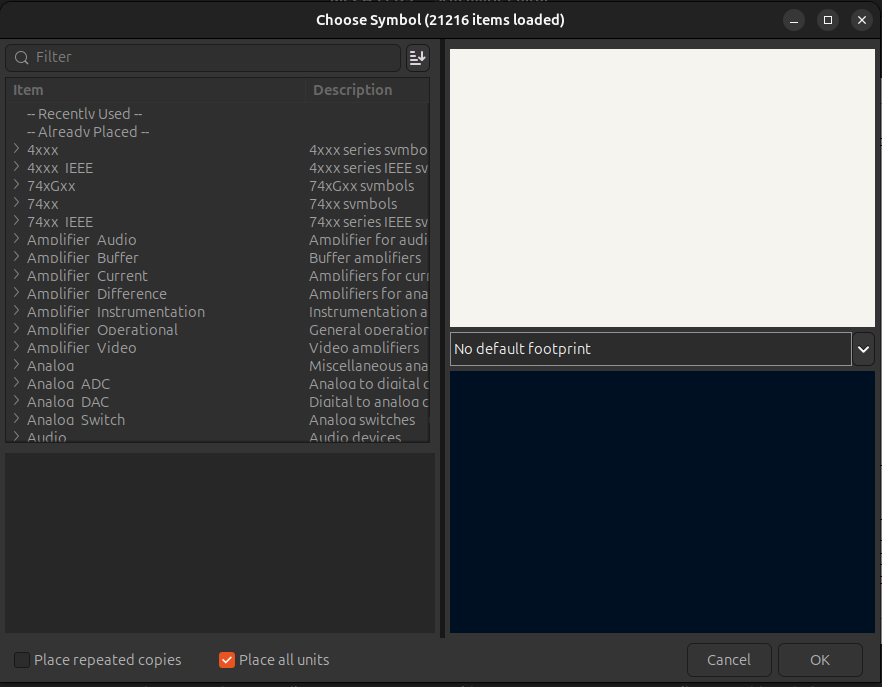 Choose Symbol (21216 items loaded)
Filter
Item Description
-- Recently Used --
-- Already Placed --
4xxx 4xxx series symbo
4xxx_IEEE 4xxx series IEEE sy
74xGxx 74xGxx symbols
74xx 74xx symbols
74xx_IEEE 74xx series IEEE sy
Amplifier_Audio Amplifier for audi
Amplifier_Buffer Buffer amplifiers
Amplifier_Current Amplifiers for curr
Amplifier_Difference Amplifiers for ana
Amplifier_Instrumentation Instrumentation a
Amplifier_Operational General operation
Amplifier_Video Video amplifiers
Analog Miscellaneous ana
Analog_ADC Analog to digital c
Analog_DAC Digital to analog c
Analog_Switch Analog switches
Audio Audio devices
No default footprint
Place repeated copies
Place all units
Cancel
OK